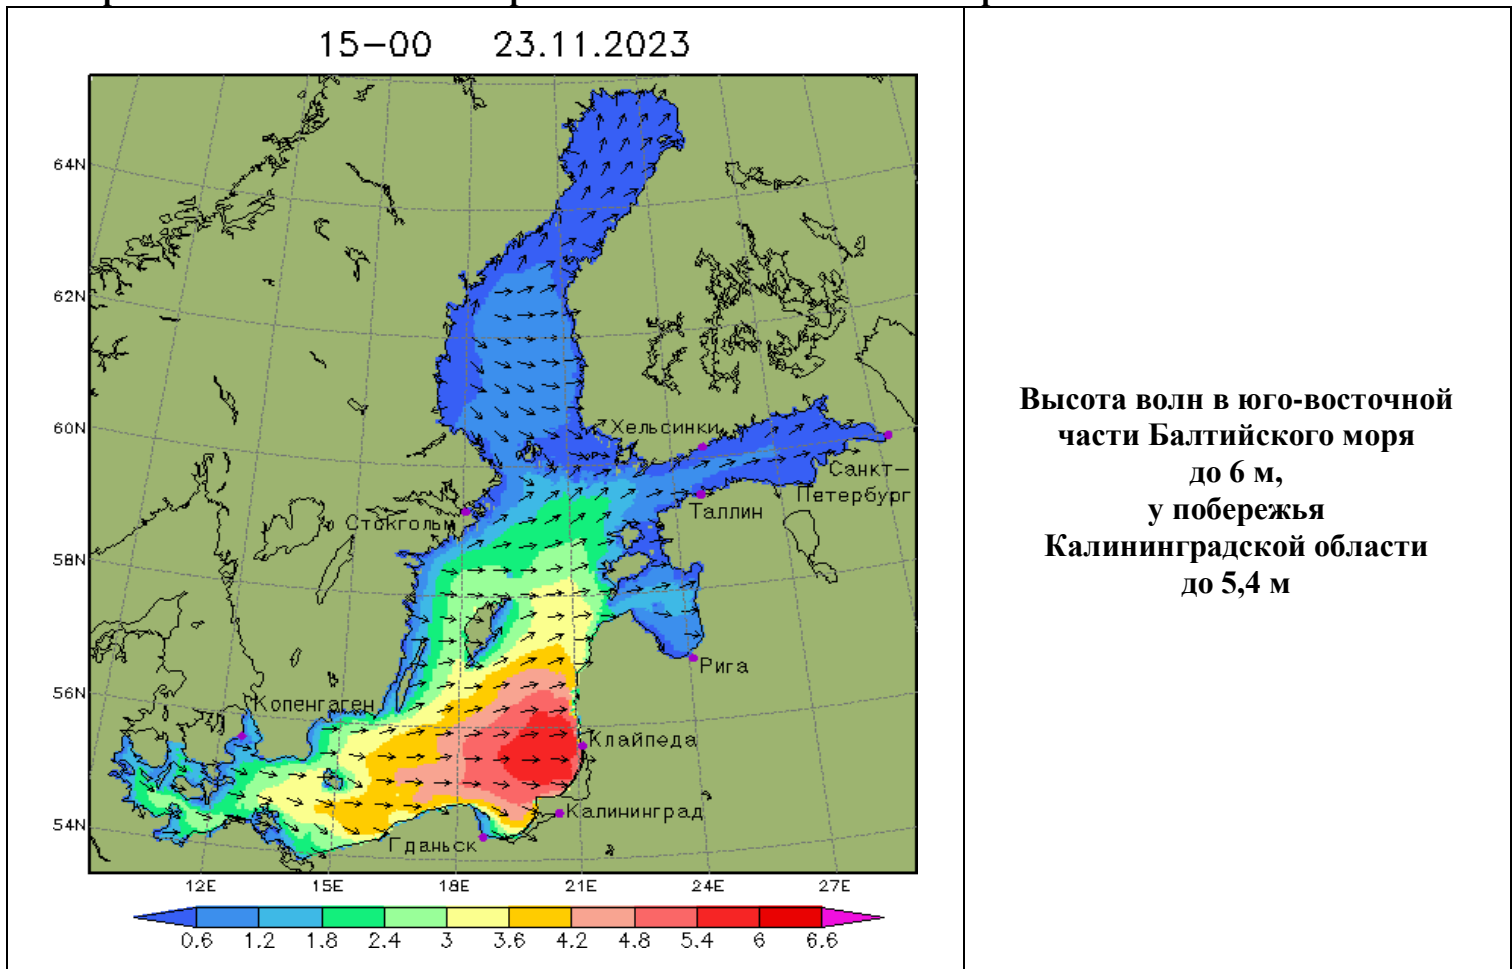 15-00 23.11.2023
64N
62N
60N
58N
56N
54N
Хельсинки
Санкт-
Петербург
Таллин
Стокгольм
Рига
Копенгаген
Клайпеда
Калининград
Гданьск
12E 15E 18E 21E 24E 27E
0.6 1.2 1.8 2.4 3 3.6 4.2 4.8 5.4 6 6.6
Высота волн в юго-восточной
части Балтийского моря
до 6 м,
у побережья
Калининградской области
до 5,4 м